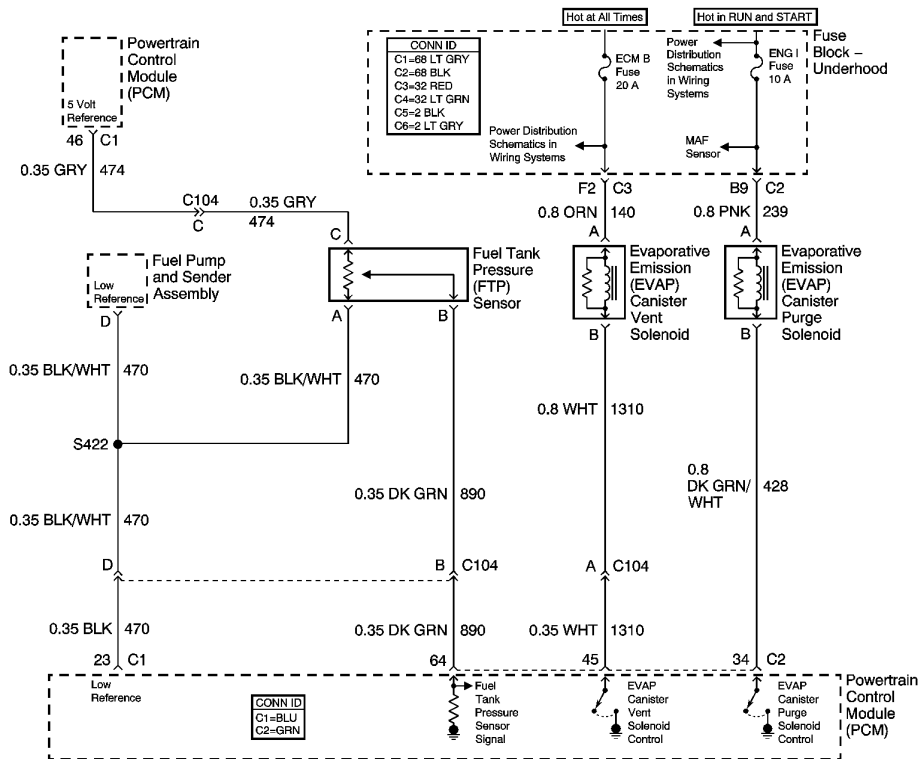 Hot at All Times
Hot in RUN and START
Powertrain
Control
Module
(PCM)
5 Volt
Reference
46 C1
0.35 GRY 474
CONN ID
C1=68 LT GRY
C2=68 BLK
C3=32 RED
C4=32 LT GRN
C5=2 BLK
C6=2 LT GRY
ECM B
Fuse
20 A
Power
Distribution
Schematics
in Wiring
Systems
ENG I
Fuse
10 A
Fuse
Block –
Underhood
Power Distribution
Schematics in
Wiring Systems
MAF
Sensor
F2 C3
0.8 ORN 140
A
B9 C2
0.8 PNK 239
A
C104
C
0.35 GRY
474
C
Fuel Pump
and Sender
Assembly
Low
Reference
D
Fuel Tank
Pressure
(FTP)
Sensor
A
B
Evaporative
Emission
(EVAP)
Canister
Vent
Solenoid
B
Evaporative
Emission
(EVAP)
Canister
Purge
Solenoid
B
0.35 BLK/WHT 470
0.35 BLK/WHT 470
0.8 WHT 1310
S422
0.8
DK GRN/
WHT
428
0.35 DK GRN 890
0.35 BLK/WHT 470
D
B C104
A C104
0.35 BLK 470
0.35 DK GRN 890
0.35 WHT 1310
23 C1
64
45
34 C2
Low
Reference
CONN ID
C1=BLU
C2=GRN
Fuel
Tank
Pressure
Sensor
Signal
EVAP
Canister
Vent
Solenoid
Control
EVAP
Canister
Purge
Solenoid
Control
Powertrain
Control
Module
(PCM)